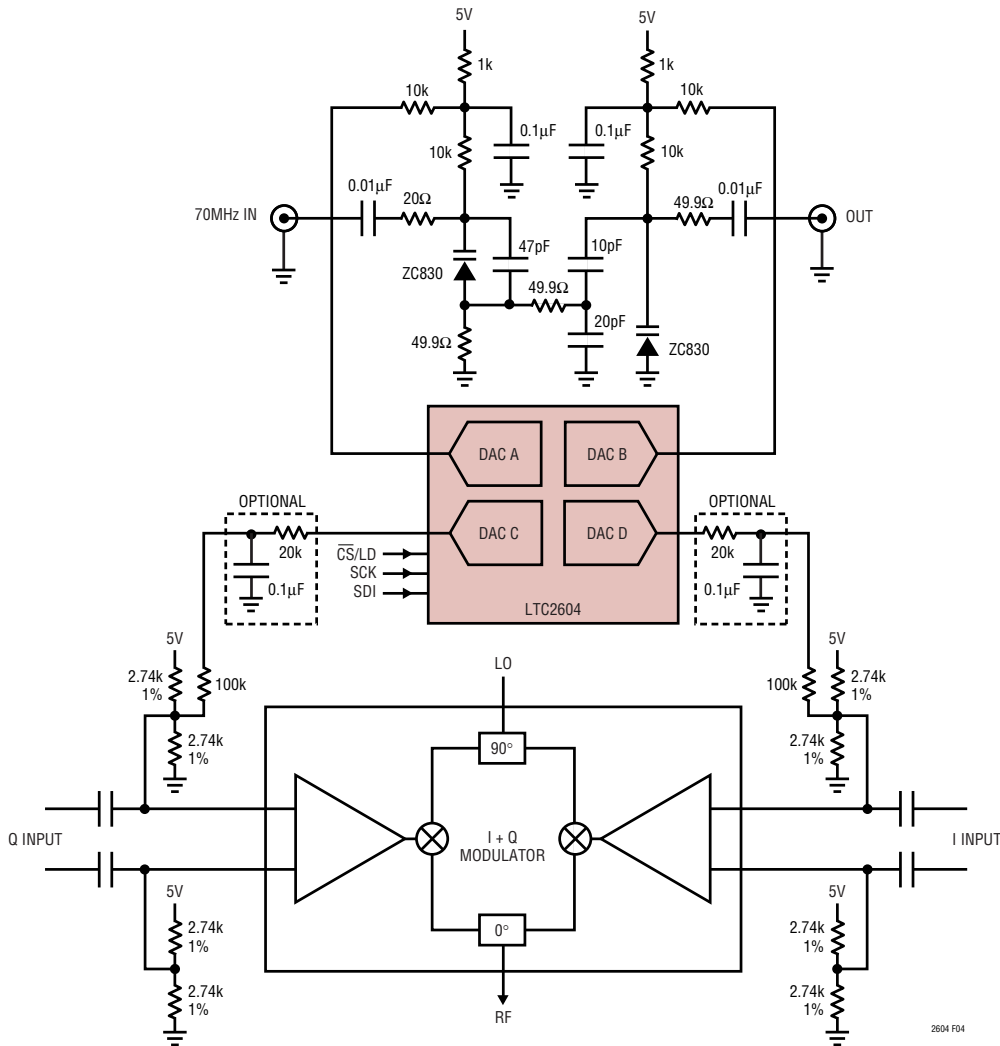 5V
5V
1k
1k
10k
10k
0.1µF
0.1µF
10k
10k
70MHz IN
0.01µF
20Ω
49.9Ω
0.01µF
OUT
47pF
10pF
ZC830
49.9Ω
49.9Ω
20pF
ZC830
DAC A
DAC B
OPTIONAL
OPTIONAL
20k
0.1µF
DAC C
DAC D
20k
0.1µF
CS/LD
SCK
SDI
LTC2604
5V
2.74k
1%
100k
2.74k
1%
LO
5V
100k
2.74k
1%
2.74k
1%
90°
Q INPUT
I + Q
MODULATOR
I INPUT
0°
5V
2.74k
1%
2.74k
1%
5V
2.74k
1%
2.74k
1%
RF
2604 F04